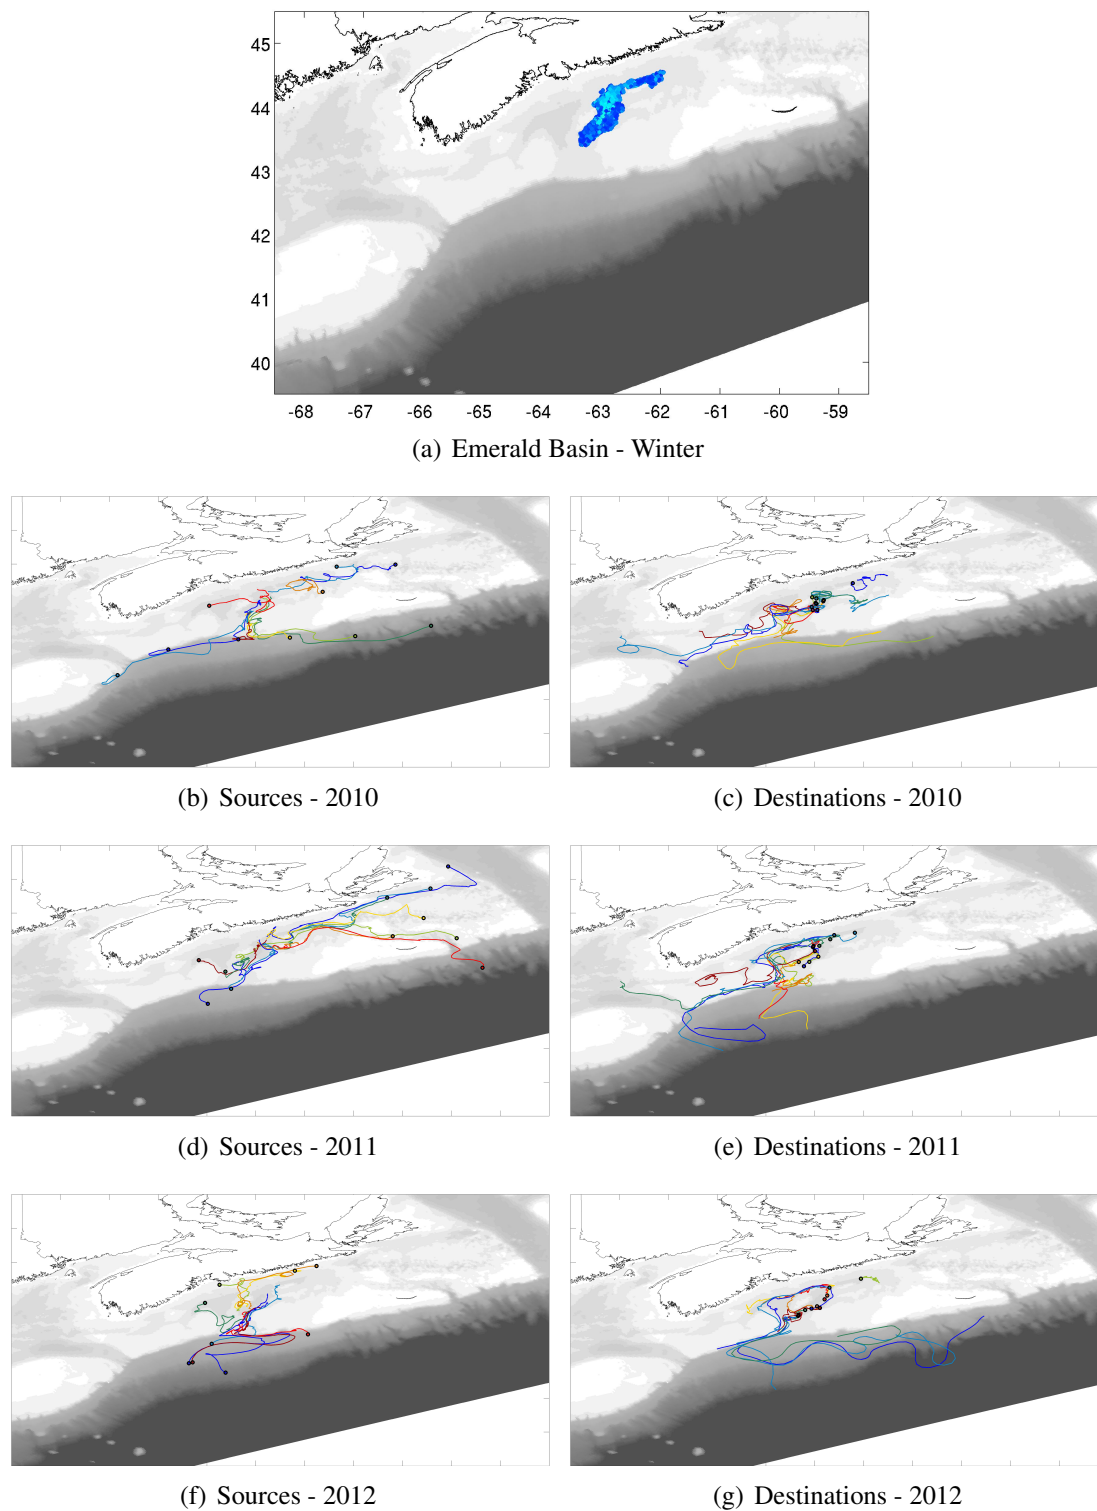 45
44
43
42
41
40
-68 -67 -66 -65 -64 -63 -62 -61 -60 -59
(a) Emerald Basin - Winter
(b) Sources - 2010 (c) Destinations - 2010
(d) Sources - 2011 (e) Destinations - 2011
(f) Sources - 2012 (g) Destinations - 2012